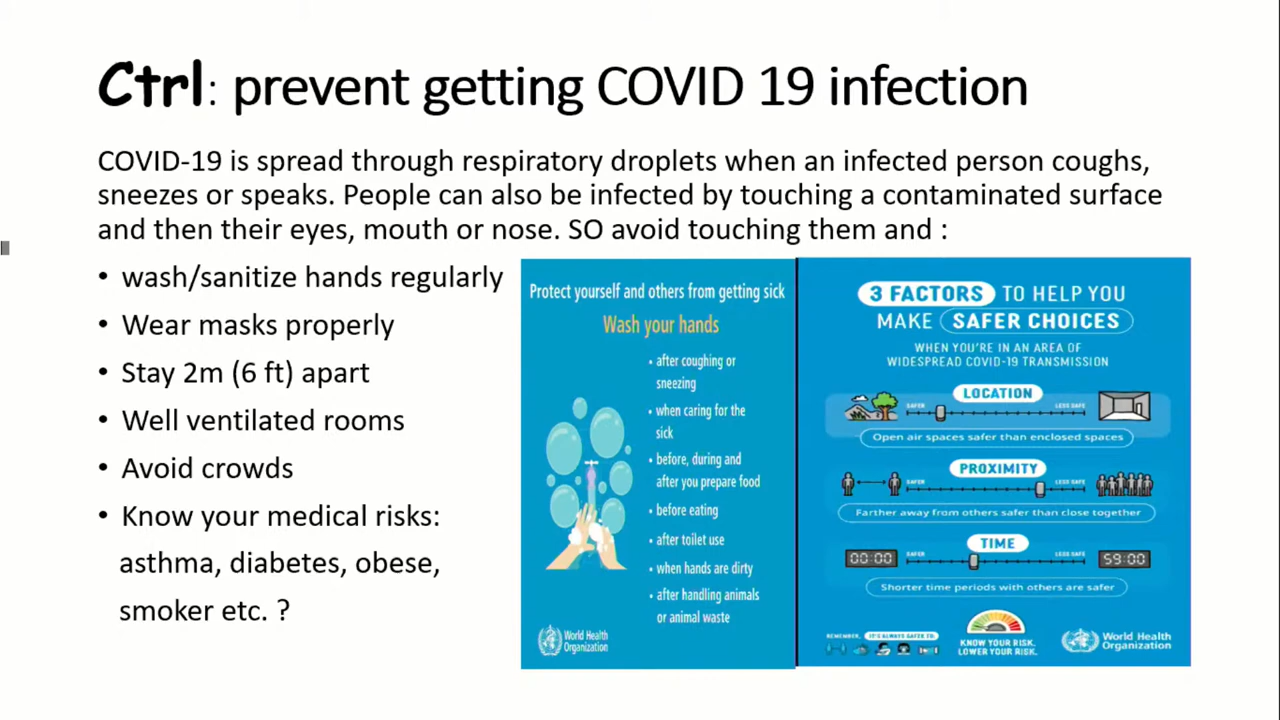 Ctrl: prevent getting COVID 19 infection
COVID-19 is spread through respiratory droplets when an infected person coughs,
sneezes or speaks. People can also be infected by touching a contaminated surface
and then their eyes, mouth or nose. SO avoid touching them and :
• wash/sanitize hands regularly
• Wear masks properly
• Stay 2m (6 ft) apart
• Well ventilated rooms
• Avoid crowds
• Know your medical risks:
asthma, diabetes, obese,
smoker etc. ?
Protect yourself and others from getting sick
Wash your hands
• after coughing or
sneezing
• when caring for the
sick
• before, during and
after you prepare food
• before eating
• after toilet use
• when hands are dirty
• after handling animals
or animal waste
World Health
Organization
3 FACTORS TO HELP YOU
MAKE SAFER CHOICES
WHEN YOU'RE IN AN AREA OF
WIDESPREAD COVID-19 TRANSMISSION
LOCATION
SAFER LESS SAFE
Open air spaces safer than enclosed spaces
PROXIMITY
SAFER LESS SAFE
Farther away from others safer than close together
TIME
00:00 SAFER LESS SAFE 59:00
Shorter time periods with others are safer
REMEMBER, IT'S ALWAYS SAFER TO:
KNOW YOUR RISK.
LOWER YOUR RISK.
World Health
Organization